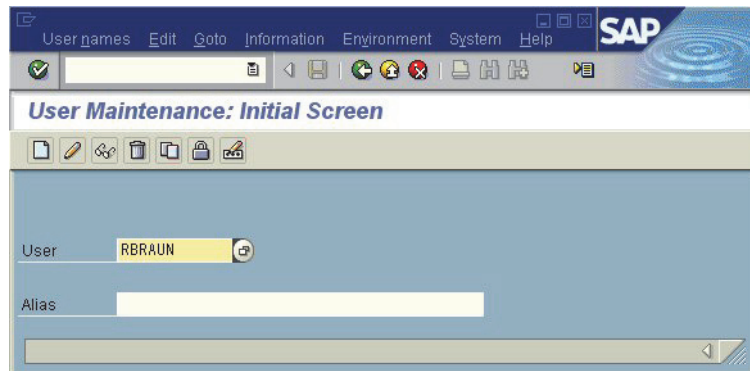 User names Edit Goto Information Environment System Help
SAP
User Maintenance: Initial Screen
User RBRAUN
Alias